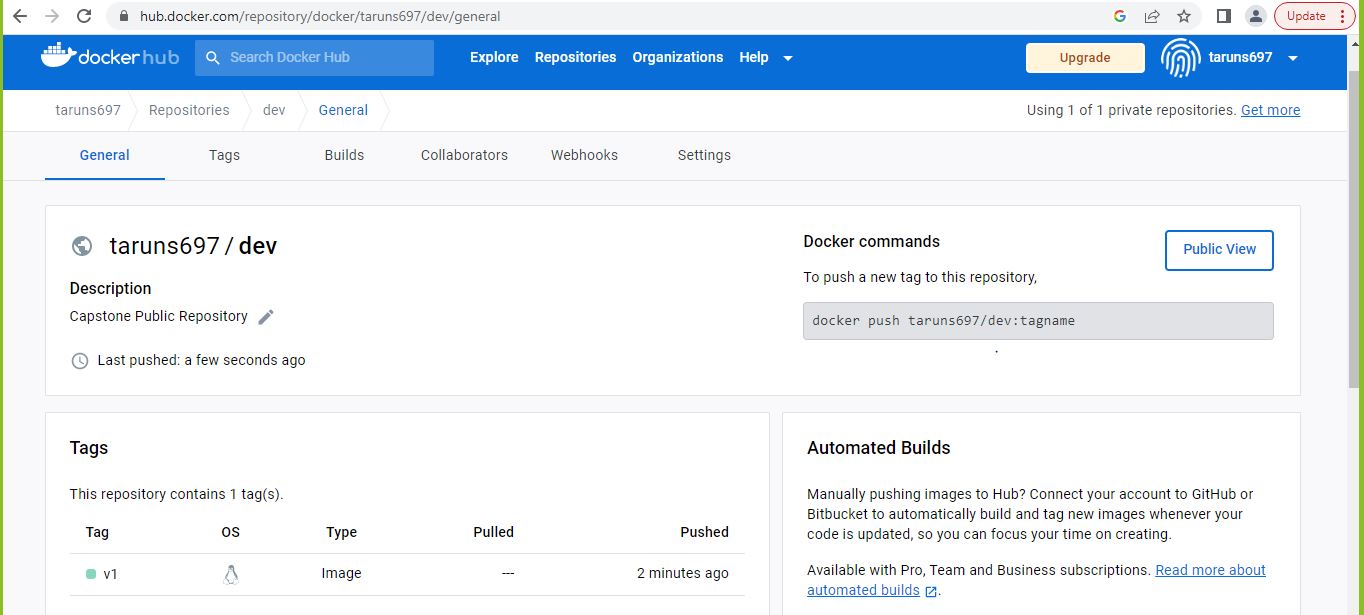 hub.docker.com/repository/docker/taruns697/dev/general
Update
docker hub
Search Docker Hub
Explore
Repositories
Organizations
Help
Upgrade
taruns697
taruns697
Repositories
dev
General
Using 1 of 1 private repositories. Get more
General
Tags
Builds
Collaborators
Webhooks
Settings
taruns697 / dev
Description
Capstone Public Repository
Last pushed: a few seconds ago
Docker commands
Public View
To push a new tag to this repository,
docker push taruns697/dev:tagname
Tags
This repository contains 1 tag(s).
Tag OS Type Pulled Pushed
v1 Image --- 2 minutes ago
Automated Builds
Manually pushing images to Hub? Connect your account to GitHub or
Bitbucket to automatically build and tag new images whenever your
code is updated, so you can focus your time on creating.
Available with Pro, Team and Business subscriptions. Read more about
automated builds.